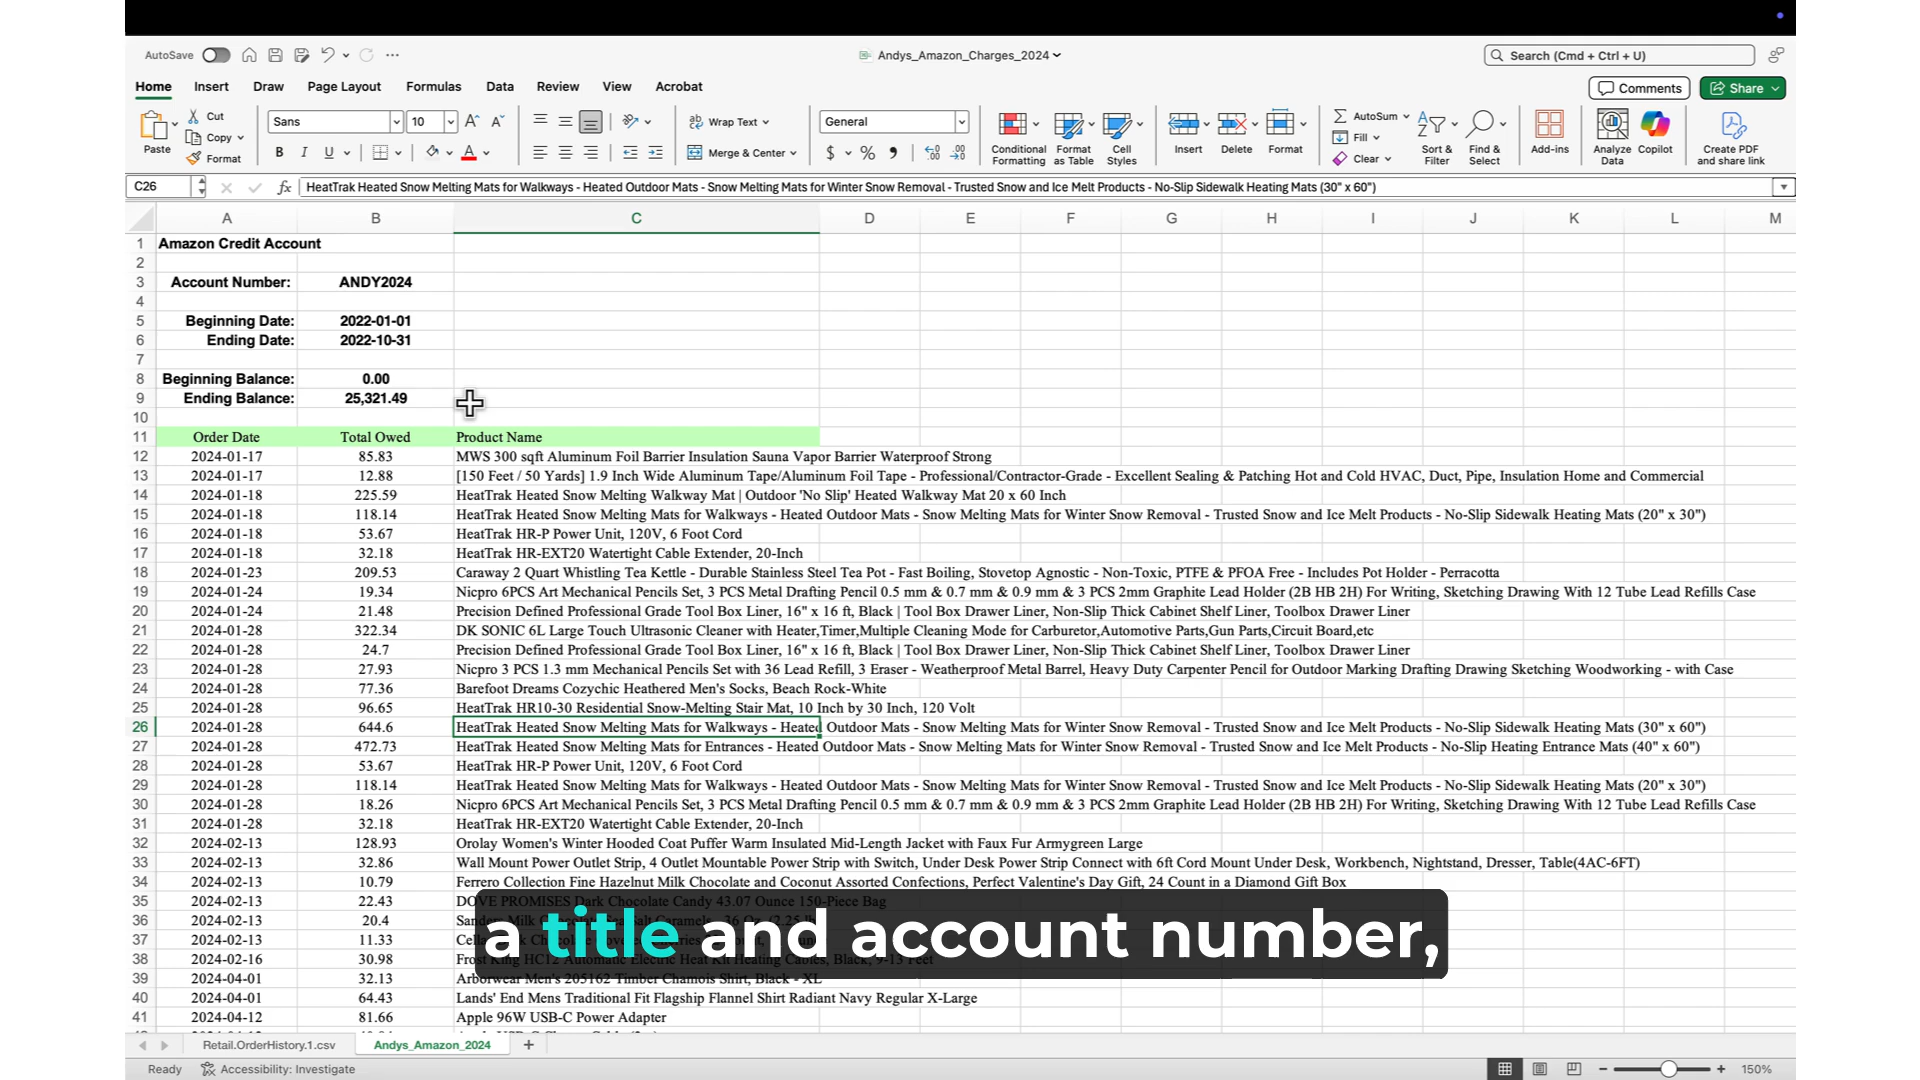 AutoSave
Andys_Amazon_Charges_2024
Search (Cmd + Ctrl + U)
Home Insert Draw Page Layout Formulas Data Review View Acrobat
Comments Share
Paste Cut Copy Format
Sans 10
B I U A
Wrap Text
Merge & Center
General
$ % 9
Conditional Formatting
Format as Table
Cell Styles
Insert Delete Format
AutoSum Fill Clear
Sort & Filter
Find & Select
Add-ins
Analyze Data
Copilot
Create PDF and share link
C26 fx HeatTrak Heated Snow Melting Mats for Walkways - Heated Outdoor Mats - Snow Melting Mats for Winter Snow Removal - Trusted Snow and Ice Melt Products - No-Slip Sidewalk Heating Mats (30" x 60")
A B C D E F G H I J K L M
1 Amazon Credit Account
2
3 Account Number: ANDY2024
4
5 Beginning Date: 2022-01-01
6 Ending Date: 2022-10-31
7
8 Beginning Balance: 0.00
9 Ending Balance: 25,321.49
10
11 Order Date Total Owed Product Name
12 2024-01-17 85.83 MWS 300 sqft Aluminum Foil Barrier Insulation Sauna Vapor Barrier Waterproof Strong
13 2024-01-17 12.88 [150 Feet / 50 Yards] 1.9 Inch Wide Aluminum Tape/Aluminum Foil Tape - Professional/Contractor-Grade - Excellent Sealing & Patching Hot and Cold HVAC, Duct, Pipe, Insulation Home and Commercial
14 2024-01-18 225.59 HeatTrak Heated Snow Melting Walkway Mat | Outdoor 'No Slip' Heated Walkway Mat 20 x 60 Inch
15 2024-01-18 118.14 HeatTrak Heated Snow Melting Mats for Walkways - Heated Outdoor Mats - Snow Melting Mats for Winter Snow Removal - Trusted Snow and Ice Melt Products - No-Slip Sidewalk Heating Mats (20" x 30")
16 2024-01-18 53.67 HeatTrak HR-P Power Unit, 120V, 6 Foot Cord
17 2024-01-18 32.18 HeatTrak HR-EXT20 Watertight Cable Extender, 20-Inch
18 2024-01-23 209.53 Caraway 2 Quart Whistling Tea Kettle - Durable Stainless Steel Tea Pot - Fast Boiling, Stovetop Agnostic - Non-Toxic, PTFE & PFOA Free - Includes Pot Holder - Perracotta
19 2024-01-24 19.34 Nicpro 6PCS Art Mechanical Pencils Set, 3 PCS Metal Drafting Pencil 0.5 mm & 0.7 mm & 0.9 mm & 3 PCS 2mm Graphite Lead Holder (2B HB 2H) For Writing, Sketching Drawing With 12 Tube Lead Refills Case
20 2024-01-24 21.48 Precision Defined Professional Grade Tool Box Liner, 16" x 16 ft, Black | Tool Box Drawer Liner, Non-Slip Thick Cabinet Shelf Liner, Toolbox Drawer Liner
21 2024-01-28 322.34 DK SONIC 6L Large Touch Ultrasonic Cleaner with Heater,Timer,Multiple Cleaning Mode for Carburetor,Automotive Parts,Gun Parts,Circuit Board,etc
22 2024-01-28 24.7 Precision Defined Professional Grade Tool Box Liner, 16" x 16 ft, Black | Tool Box Drawer Liner, Non-Slip Thick Cabinet Shelf Liner, Toolbox Drawer Liner
23 2024-01-28 27.93 Nicpro 3 PCS 1.3 mm Mechanical Pencils Set with 36 Lead Refill, 3 Eraser - Weatherproof Metal Barrel, Heavy Duty Carpenter Pencil for Outdoor Marking Drafting Drawing Sketching Woodworking - with Case
24 2024-01-28 77.36 Barefoot Dreams Cozychic Heathered Men's Socks, Beach Rock-White
25 2024-01-28 96.65 HeatTrak HR10-30 Residential Snow-Melting Stair Mat, 10 Inch by 30 Inch, 120 Volt
26 2024-01-28 644.6 HeatTrak Heated Snow Melting Mats for Walkways - Heated Outdoor Mats - Snow Melting Mats for Winter Snow Removal - Trusted Snow and Ice Melt Products - No-Slip Sidewalk Heating Mats (30" x 60")
27 2024-01-28 472.73 HeatTrak Heated Snow Melting Mats for Entrances - Heated Outdoor Mats - Snow Melting Mats for Winter Snow Removal - Trusted Snow and Ice Melt Products - No-Slip Heating Entrance Mats (40" x 60")
28 2024-01-28 53.67 HeatTrak HR-P Power Unit, 120V, 6 Foot Cord
29 2024-01-28 118.14 HeatTrak Heated Snow Melting Mats for Walkways - Heated Outdoor Mats - Snow Melting Mats for Winter Snow Removal - Trusted Snow and Ice Melt Products - No-Slip Sidewalk Heating Mats (20" x 30")
30 2024-01-28 18.26 Nicpro 6PCS Art Mechanical Pencils Set, 3 PCS Metal Drafting Pencil 0.5 mm & 0.7 mm & 0.9 mm & 3 PCS 2mm Graphite Lead Holder (2B HB 2H) For Writing, Sketching Drawing With 12 Tube Lead Refills Case
31 2024-01-28 32.18 HeatTrak HR-EXT20 Watertight Cable Extender, 20-Inch
32 2024-02-13 128.93 Orolay Women's Winter Hooded Coat Puffer Warm Insulated Mid-Length Jacket with Faux Fur Armygreen Large
33 2024-02-13 32.86 Wall Mount Power Outlet Strip, 4 Outlet Mountable Power Strip with Switch, Under Desk Power Strip Connect with 6ft Cord Mount Under Desk, Workbench, Nightstand, Dresser, Table(4AC-6FT)
34 2024-02-13 10.79 Ferrero Collection Fine Hazelnut Milk Chocolate and Coconut Assorted Confections, Perfect Valentine's Day Gift, 24 Count in a Diamond Gift Box
35 2024-02-13 22.43 DOVE PROMISES Dark Chocolate Candy 43.07 Ounce 150-Piece Bag
36 2024-02-13 20.4
37 2024-02-13 11.33
38 2024-02-16 30.98
a title and account number,
39 2024-04-01 32.13 Arborwear Men's 205162 Timber Chamois Shirt, Black - XL
40 2024-04-01 64.43 Lands' End Mens Traditional Fit Flagship Flannel Shirt Radiant Navy Regular X-Large
41 2024-04-12 81.66 Apple 96W USB-C Power Adapter
Retail.OrderHistory.1.csv Andys_Amazon_2024 +
Ready Accessibility: Investigate 150%